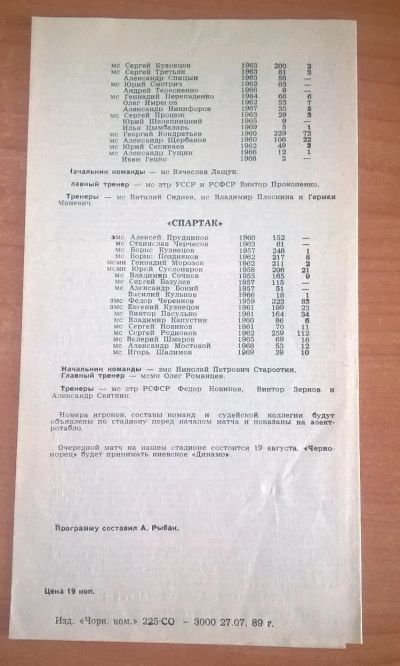 мс Сергей Кузнецов 1963 200 2
мс Сергей Третьяк 1963 81 3
Александр Спицын 1963 58 —
мс Юрий Смотрич 1962 63 —
Андрей Телесненко 1966 9 —
мс Геннадий Перепаденко 1964 66 6
Олег Имрегов 1962 53 7
Александр Никифоров 1967 35 5
мс Сергей Процюк 1963 29 3
Юрий Шелепницкий 1965 9 —
Илья Цымбаларь 1969 5 1
мс Георгий Кондратьев 1960 229 72
мс Александр Щербаков 1960 106 22
мс Юрий Селиваев 1962 49 3
мс Александр Гущин 1966 12 1
Иван Гецко 1968 2 —
Начальник команды — мс Вячеслав Лещук.
Главный тренер — мс зтр УССР и РСФСР Виктор Прокопенко.
Тренеры — мс Виталий Сиднев, мс Владимир Плоскина и Герман
Маневич.
«СПАРТАК»
змс Алексей Прудников 1960 152 —
мс Станислав Черчесов 1963 61 —
мс Борис Кузнецов 1957 248 1
мс Борис Поздняков 1962 217 8
мсмк Геннадий Морозов 1962 211 2
мсмк Юрий Суслопаров 1958 206 21
мс Владимир Сочнов 1955 165 9
мс Сергей Базулев 1957 115 —
мс Александр Бокий 1957 51 —
Василий Кульков 1966 18 1
змс Федор Черенков 1959 323 83
змс Евгений Кузнецов 1961 199 23
мс Виктор Пасулько 1961 164 34
мс Владимир Капустин 1960 86 6
мс Сергей Новиков 1961 70 11
мс Сергей Родионов 1962 259 112
мс Валерий Шмаров 1965 69 16
мс Александр Мостовой 1968 53 12
мс Игорь Шалимов 1969 39 10
Начальник команды — змс Николай Петрович Старостин.
Главный тренер — мсмк Олег Романцев.
Тренеры — мс зтр РСФСР Федор Новиков, Виктор Зернов и
Александр Святкин.
Номера игроков, составы команд и судейской коллегии будут
объявлены по стадиону перед началом матча и показаны на элект-
ротабло.
Очередной матч на нашем стадионе состоится 19 августа. «Черно-
морец» будет принимать киевское «Динамо».
Программу составил А. Рыбак.
Цена 19 коп.
Изд. «Чорн. ком.» 225-СО — 3000 27.07. 89 г.